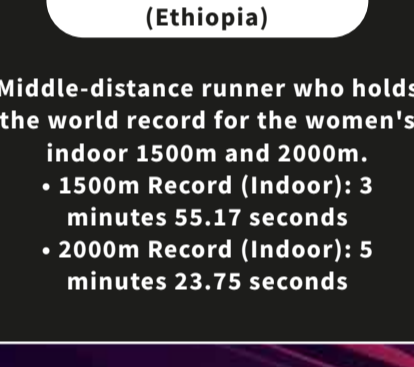 (Ethiopia)
Middle-distance runner who holds
the world record for the women's
indoor 1500m and 2000m.
• 1500m Record (Indoor): 3
minutes 55.17 seconds
• 2000m Record (Indoor): 5
minutes 23.75 seconds